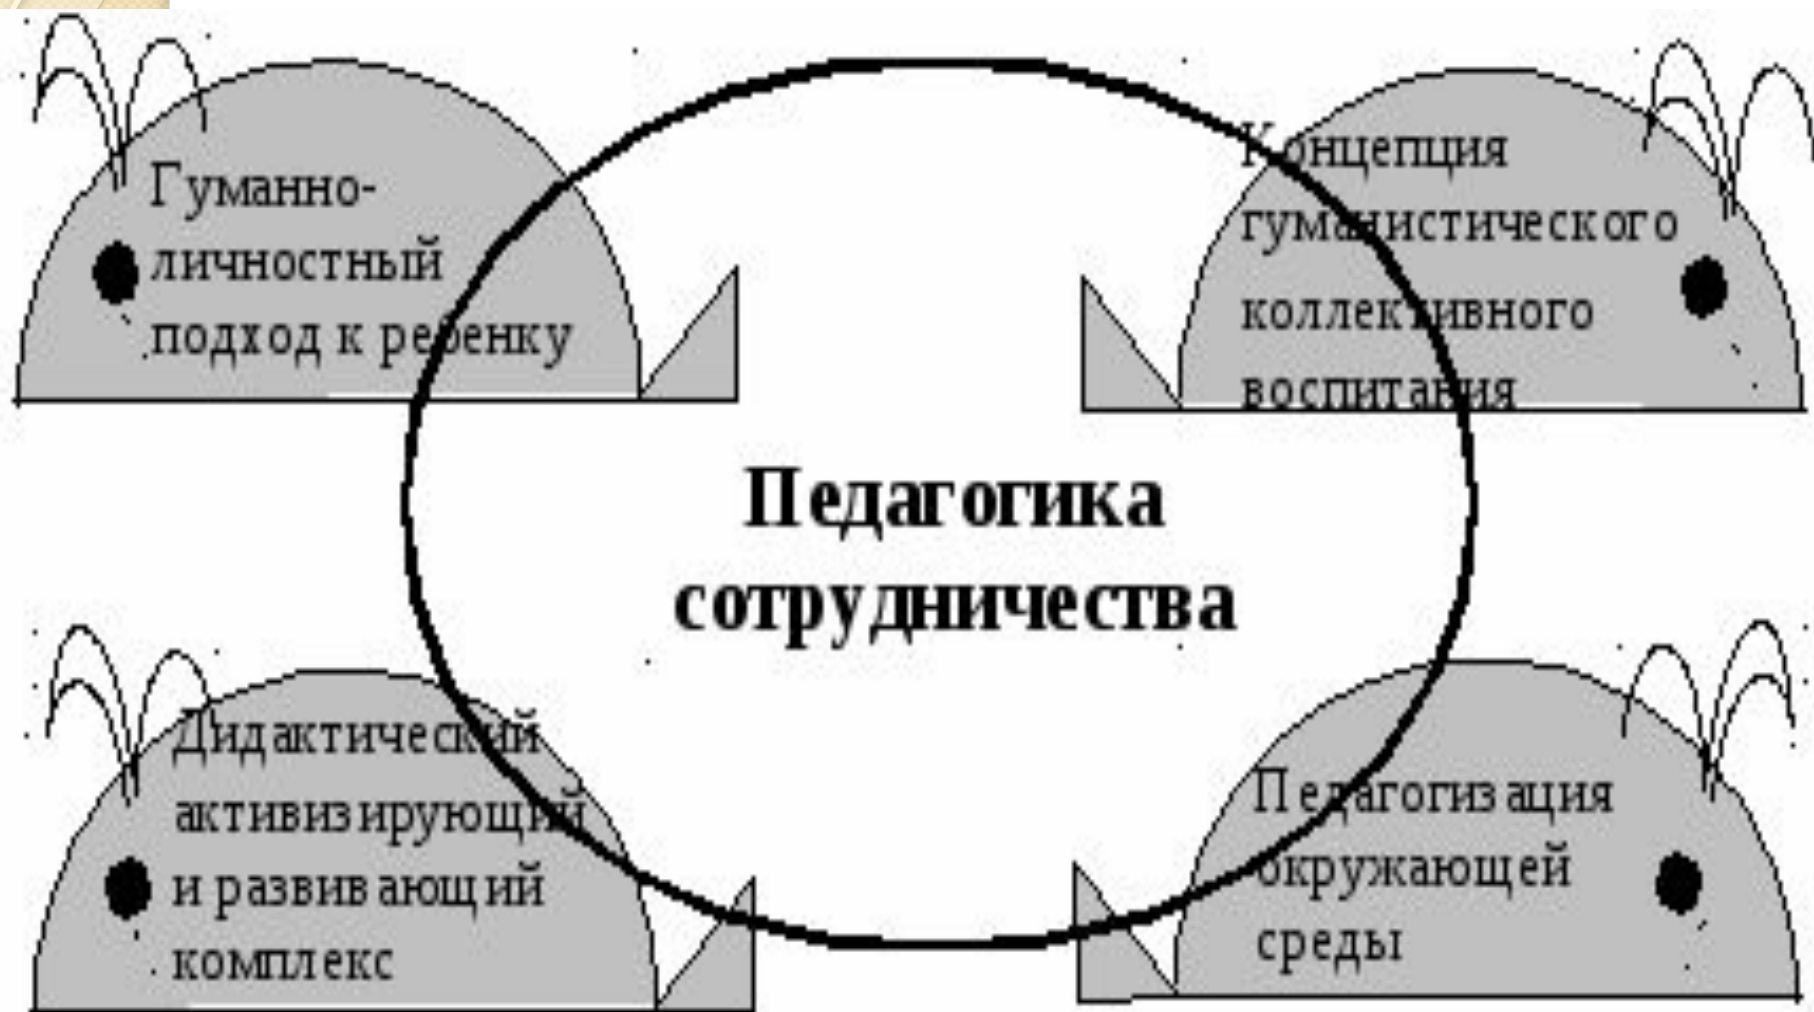 Гуманно-
личностный
подход к ребенку
Концепция
гуманистического
коллективного
воспитания
Педагогика
сотрудничества
Дидактический
активизирующий
и развивающий
комплекс
Педагогизация
окружающей
среды